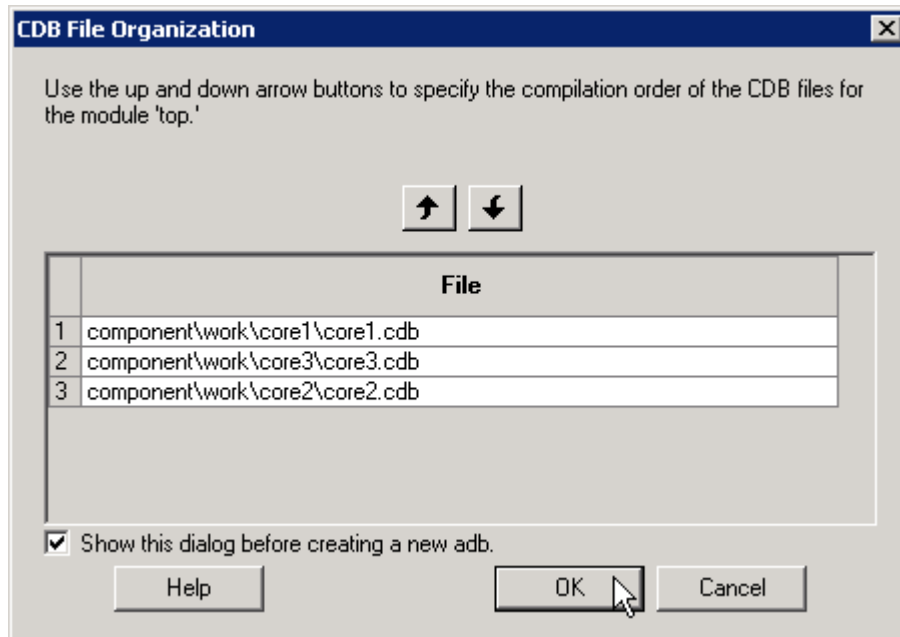 CDB File Organization
Use the up and down arrow buttons to specify the compilation order of the CDB files for
the module 'top.'
File
1 component\work\core1\core1.cdb
2 component\work\core3\core3.cdb
3 component\work\core2\core2.cdb
Show this dialog before creating a new adb.
Help OK Cancel